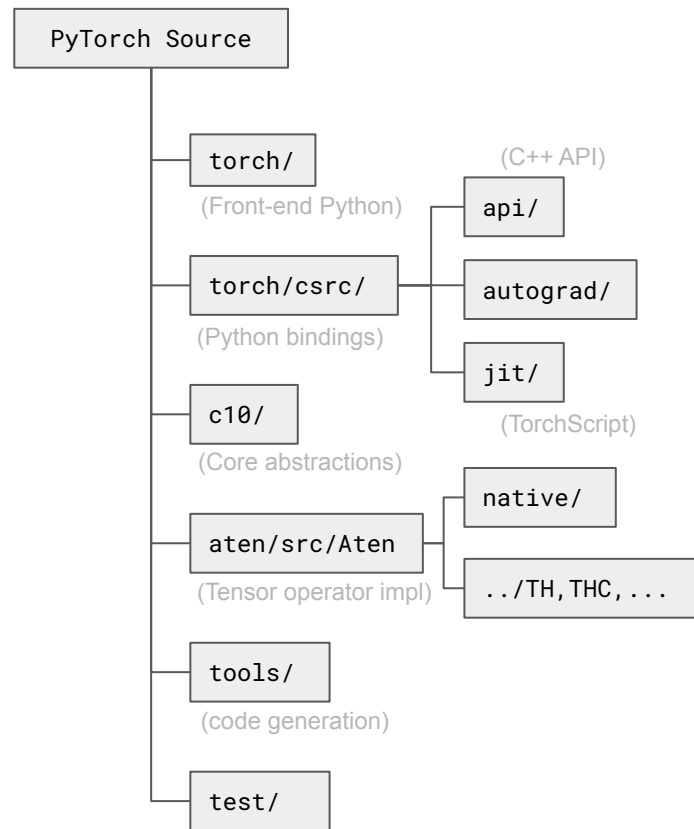 PyTorch Source
torch/
(Front-end Python)
torch/csrc/
(Python bindings)
(C++ API)
api/
autograd/
jit/
(TorchScript)
c10/
(Core abstractions)
aten/src/Aten
(Tensor operator impl)
native/
../TH,THC,...
tools/
(code generation)
test/